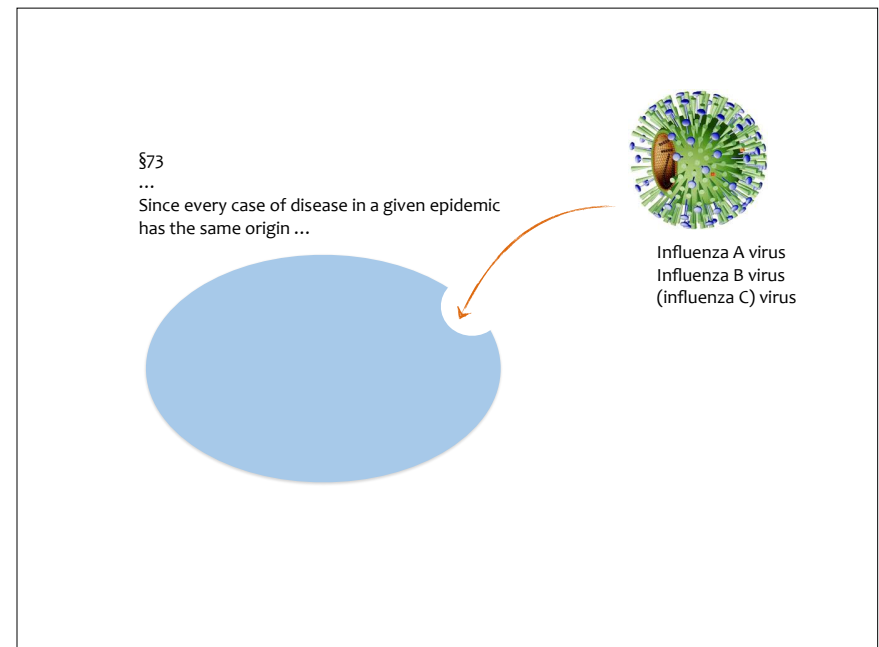 §73
...
Since every case of disease in a given epidemic
has the same origin ...
Influenza A virus
Influenza B virus
(influenza C) virus